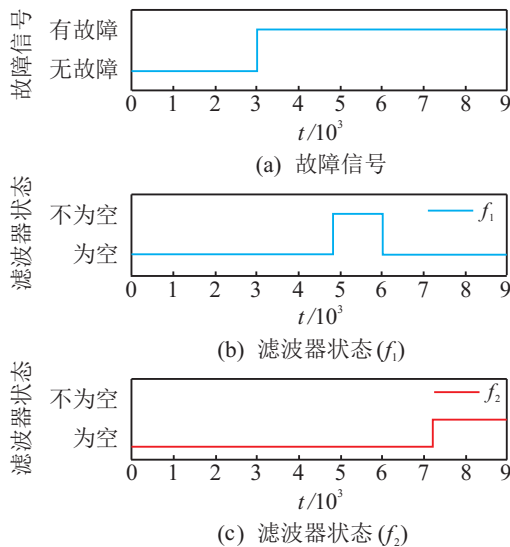 故障信号
有故障
无故障
0 1 2 3 4 5 6 7 8 9
t/10³
(a) 故障信号
滤波器状态
不为空
为空
f₁
0 1 2 3 4 5 6 7 8 9
t/10³
(b) 滤波器状态(f₁)
滤波器状态
不为空
为空
f₂
0 1 2 3 4 5 6 7 8 9
t/10³
(c) 滤波器状态(f₂)